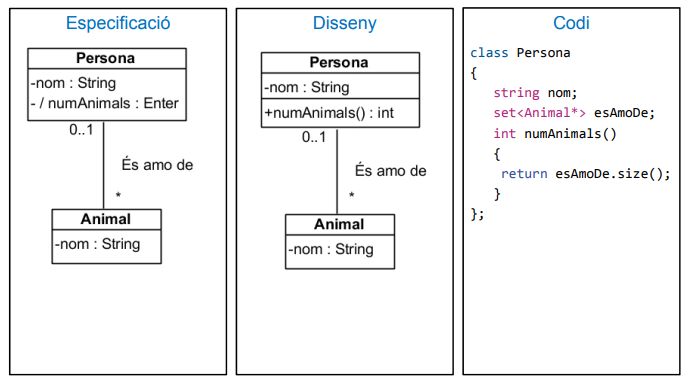 Especificació
Persona
-nom : String
- / numAnimals : Enter
0..1
És amo de
*
Animal
-nom : String
Disseny
Persona
-nom : String
+numAnimals() : int
0..1
És amo de
*
Animal
-nom : String
Codi
class Persona
{
string nom;
set<Animal*> esAmoDe;
int numAnimals()
{
return esAmoDe.size();
}
};